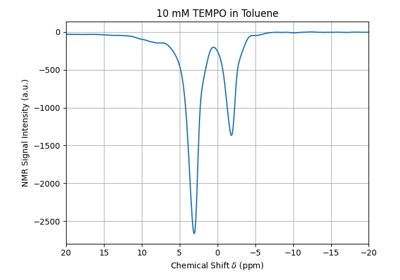 10 mM TEMPO in Toluene
0
−500
−1000
−1500
−2000
−2500
NMR Signal Intensity (a.u.)
20 15 10 5 0 −5 −10 −15 −20
Chemical Shift δ (ppm)